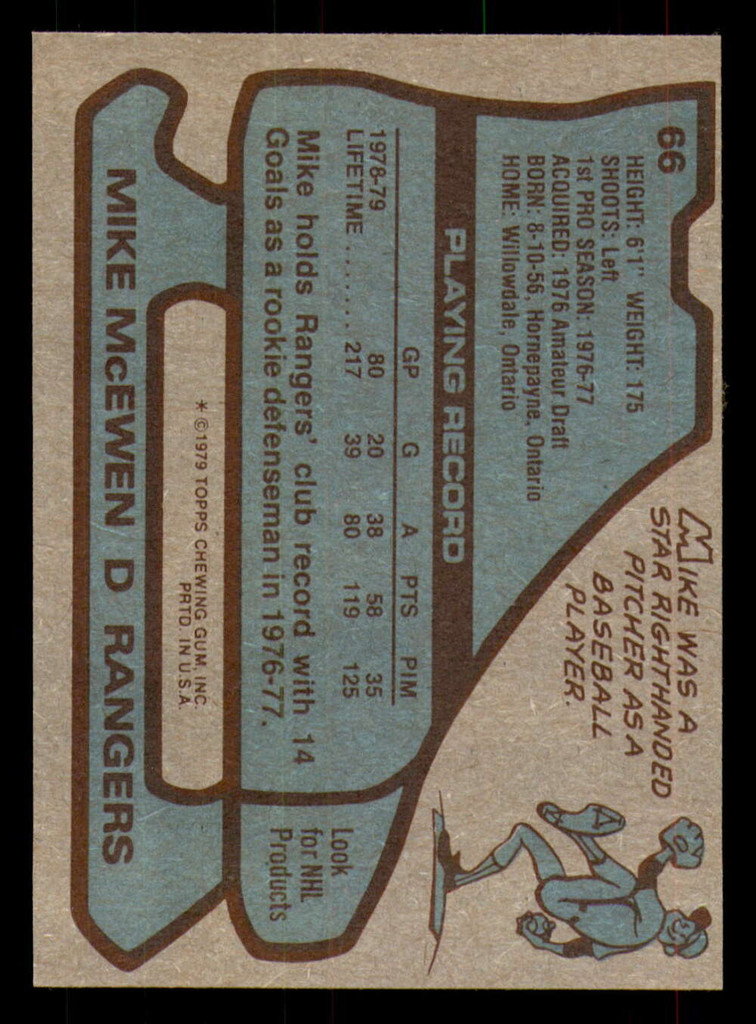 66
HEIGHT: 6'1" WEIGHT: 175
SHOOTS: Left
1st PRO SEASON: 1976-77
ACQUIRED: 1976 Amateur Draft
BORN: 8-10-56, Hornepayne, Ontario
HOME: Willowdale, Ontario
MIKE WAS A
STAR RIGHTHANDED
PITCHER AS A
BASEBALL
PLAYER.
PLAYING RECORD
GP G A PTS PIM
1978-79 80 20 38 58 35
LIFETIME ....... 217 39 80 119 125
Mike holds Rangers' club record with 14
Goals as a rookie defenseman in 1976-77.
Look
for NHL
Products
* ©1979 TOPPS CHEWING GUM, INC.
PRTD. IN U.S.A.
MIKE McEWEN D RANGERS